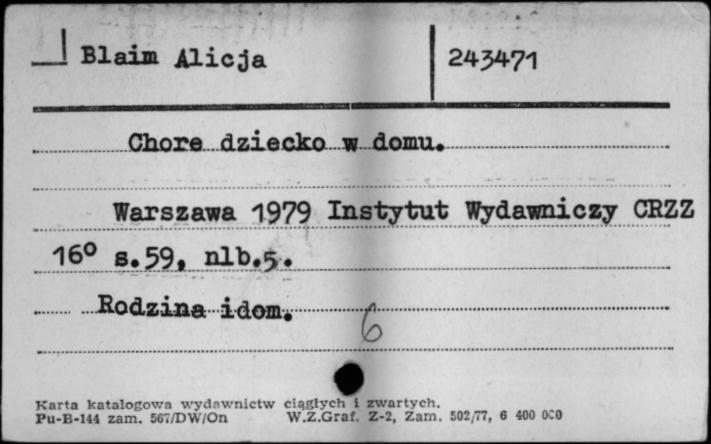 Blaim Alicja 243471
Chore dziecko w domu.
Warszawa 1979 Instytut Wydawniczy CRZZ
16° s.59, nlb.5.
Rodzina i dom.
6
Karta katalogowa wydawnictw ciągłych i zwartych.
Pu-B-144 zam. 567/DW/On W.Z.Graf. Z-2, Zam. 502/77, 6 400 000